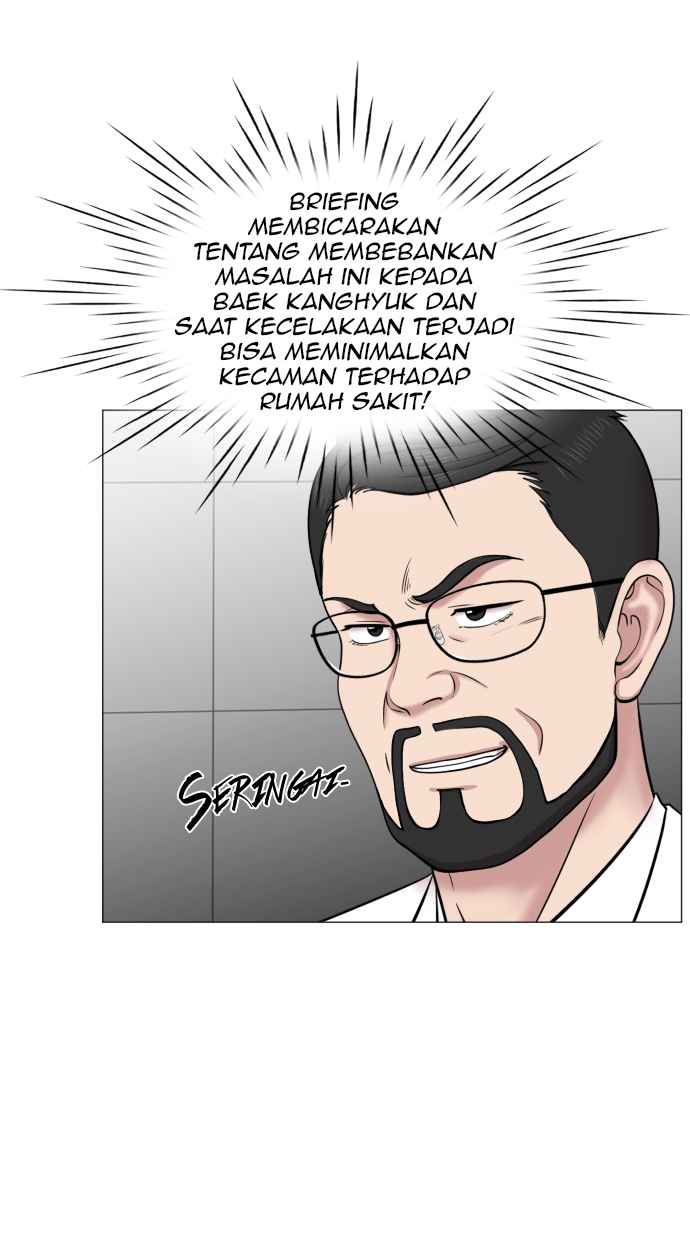 BRIEFING
MEMBICARAKAN
TENTANG MEMBEBANKAN
MASALAH INI KEPADA
BAEK KANGHYUK DAN
SAAT KECELAKAAN TERJADI
BISA MEMINIMALKAN
KECAMAN TERHADAP
RUMAH SAKIT!
SERINGAI-